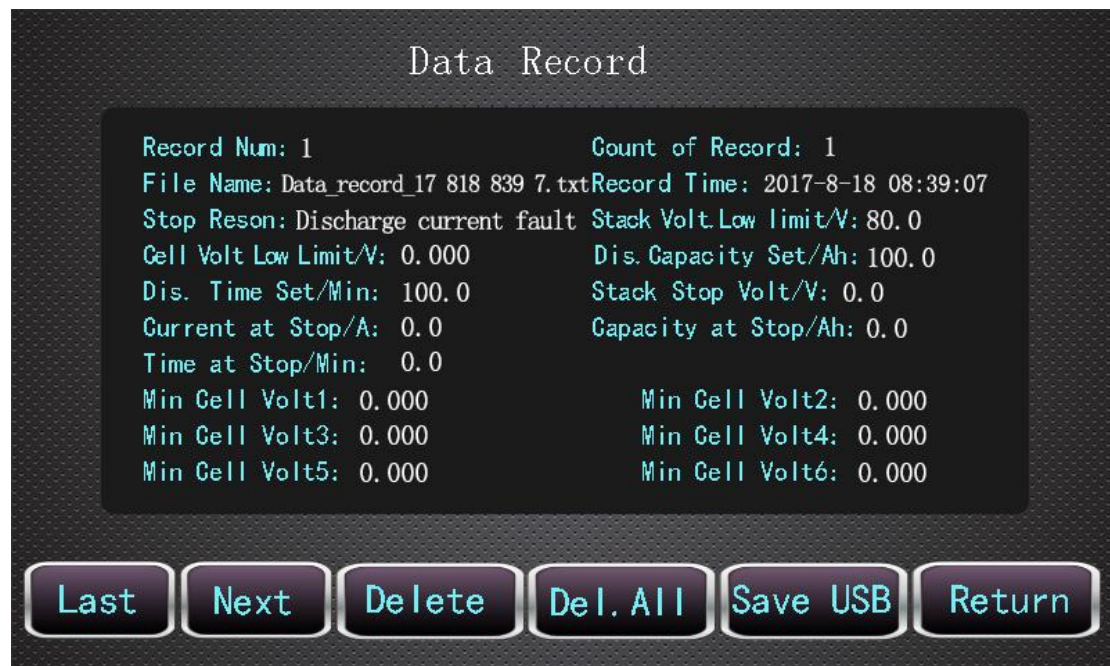 Data Record
Record Num: 1 Count of Record: 1
File Name: Data_record_17 818 839 7.txt Record Time: 2017-8-18 08:39:07
Stop Reson: Discharge current fault Stack Volt.Low limit/V: 80.0
Cell Volt Low Limit/V: 0.000 Dis.Capacity Set/Ah: 100.0
Dis. Time Set/Min: 100.0 Stack Stop Volt/V: 0.0
Current at Stop/A: 0.0 Capacity at Stop/Ah: 0.0
Time at Stop/Min: 0.0
Min Cell Volt1: 0.000 Min Cell Volt2: 0.000
Min Cell Volt3: 0.000 Min Cell Volt4: 0.000
Min Cell Volt5: 0.000 Min Cell Volt6: 0.000
Last Next Delete Del.All Save USB Return